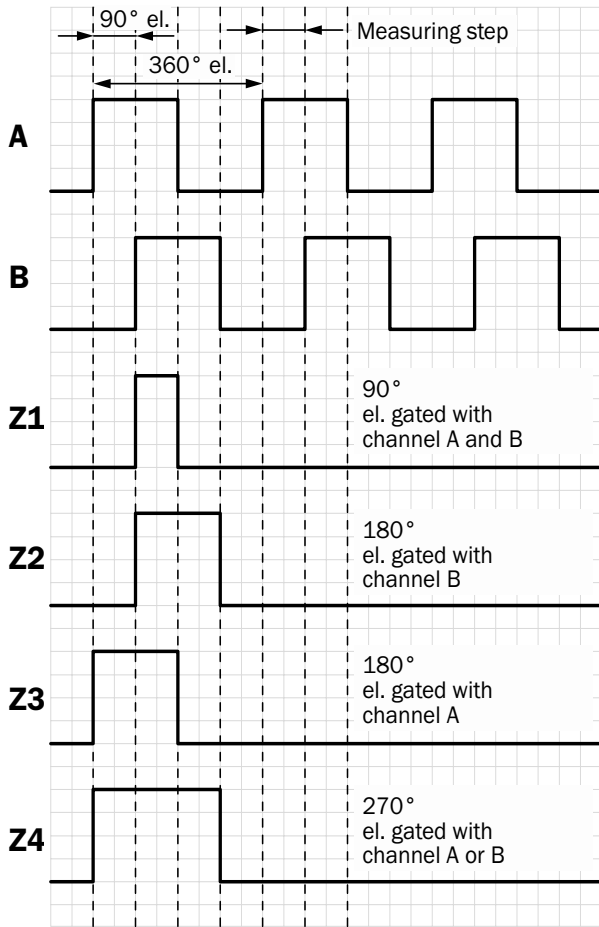 90° el.
Measuring step
360° el.
A
B
Z1
90°
el. gated with
channel A and B
Z2
180°
el. gated with
channel B
Z3
180°
el. gated with
channel A
Z4
270°
el. gated with
channel A or B